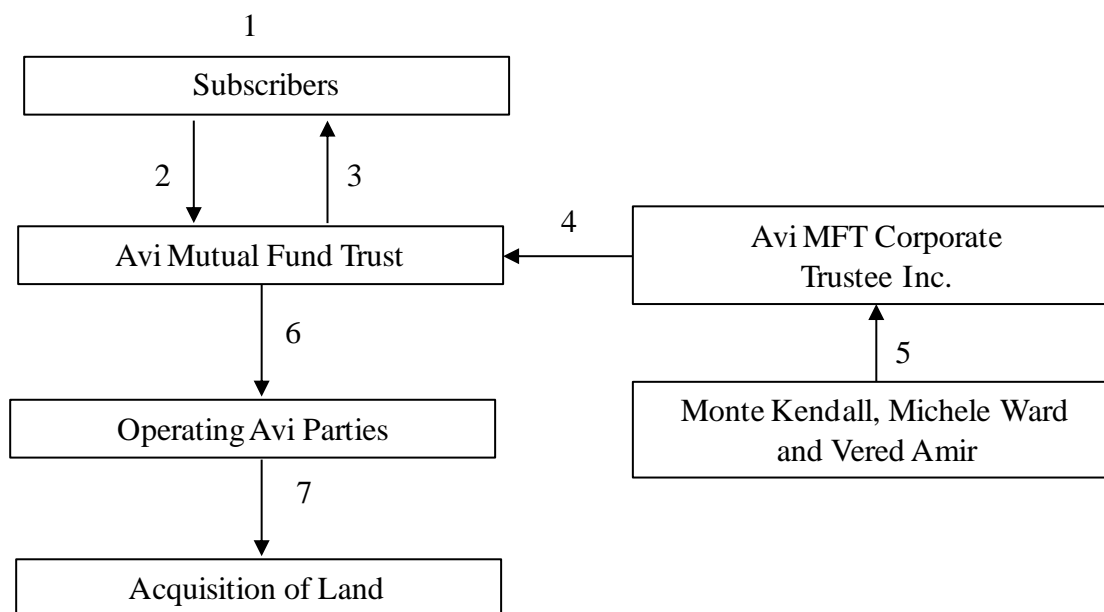 1
Subscribers
2
3
4
Avi Mutual Fund Trust
Avi MFT Corporate
Trustee Inc.
5
6
Monte Kendall, Michele Ward
and Vered Amir
Operating Avi Parties
7
Acquisition of Land